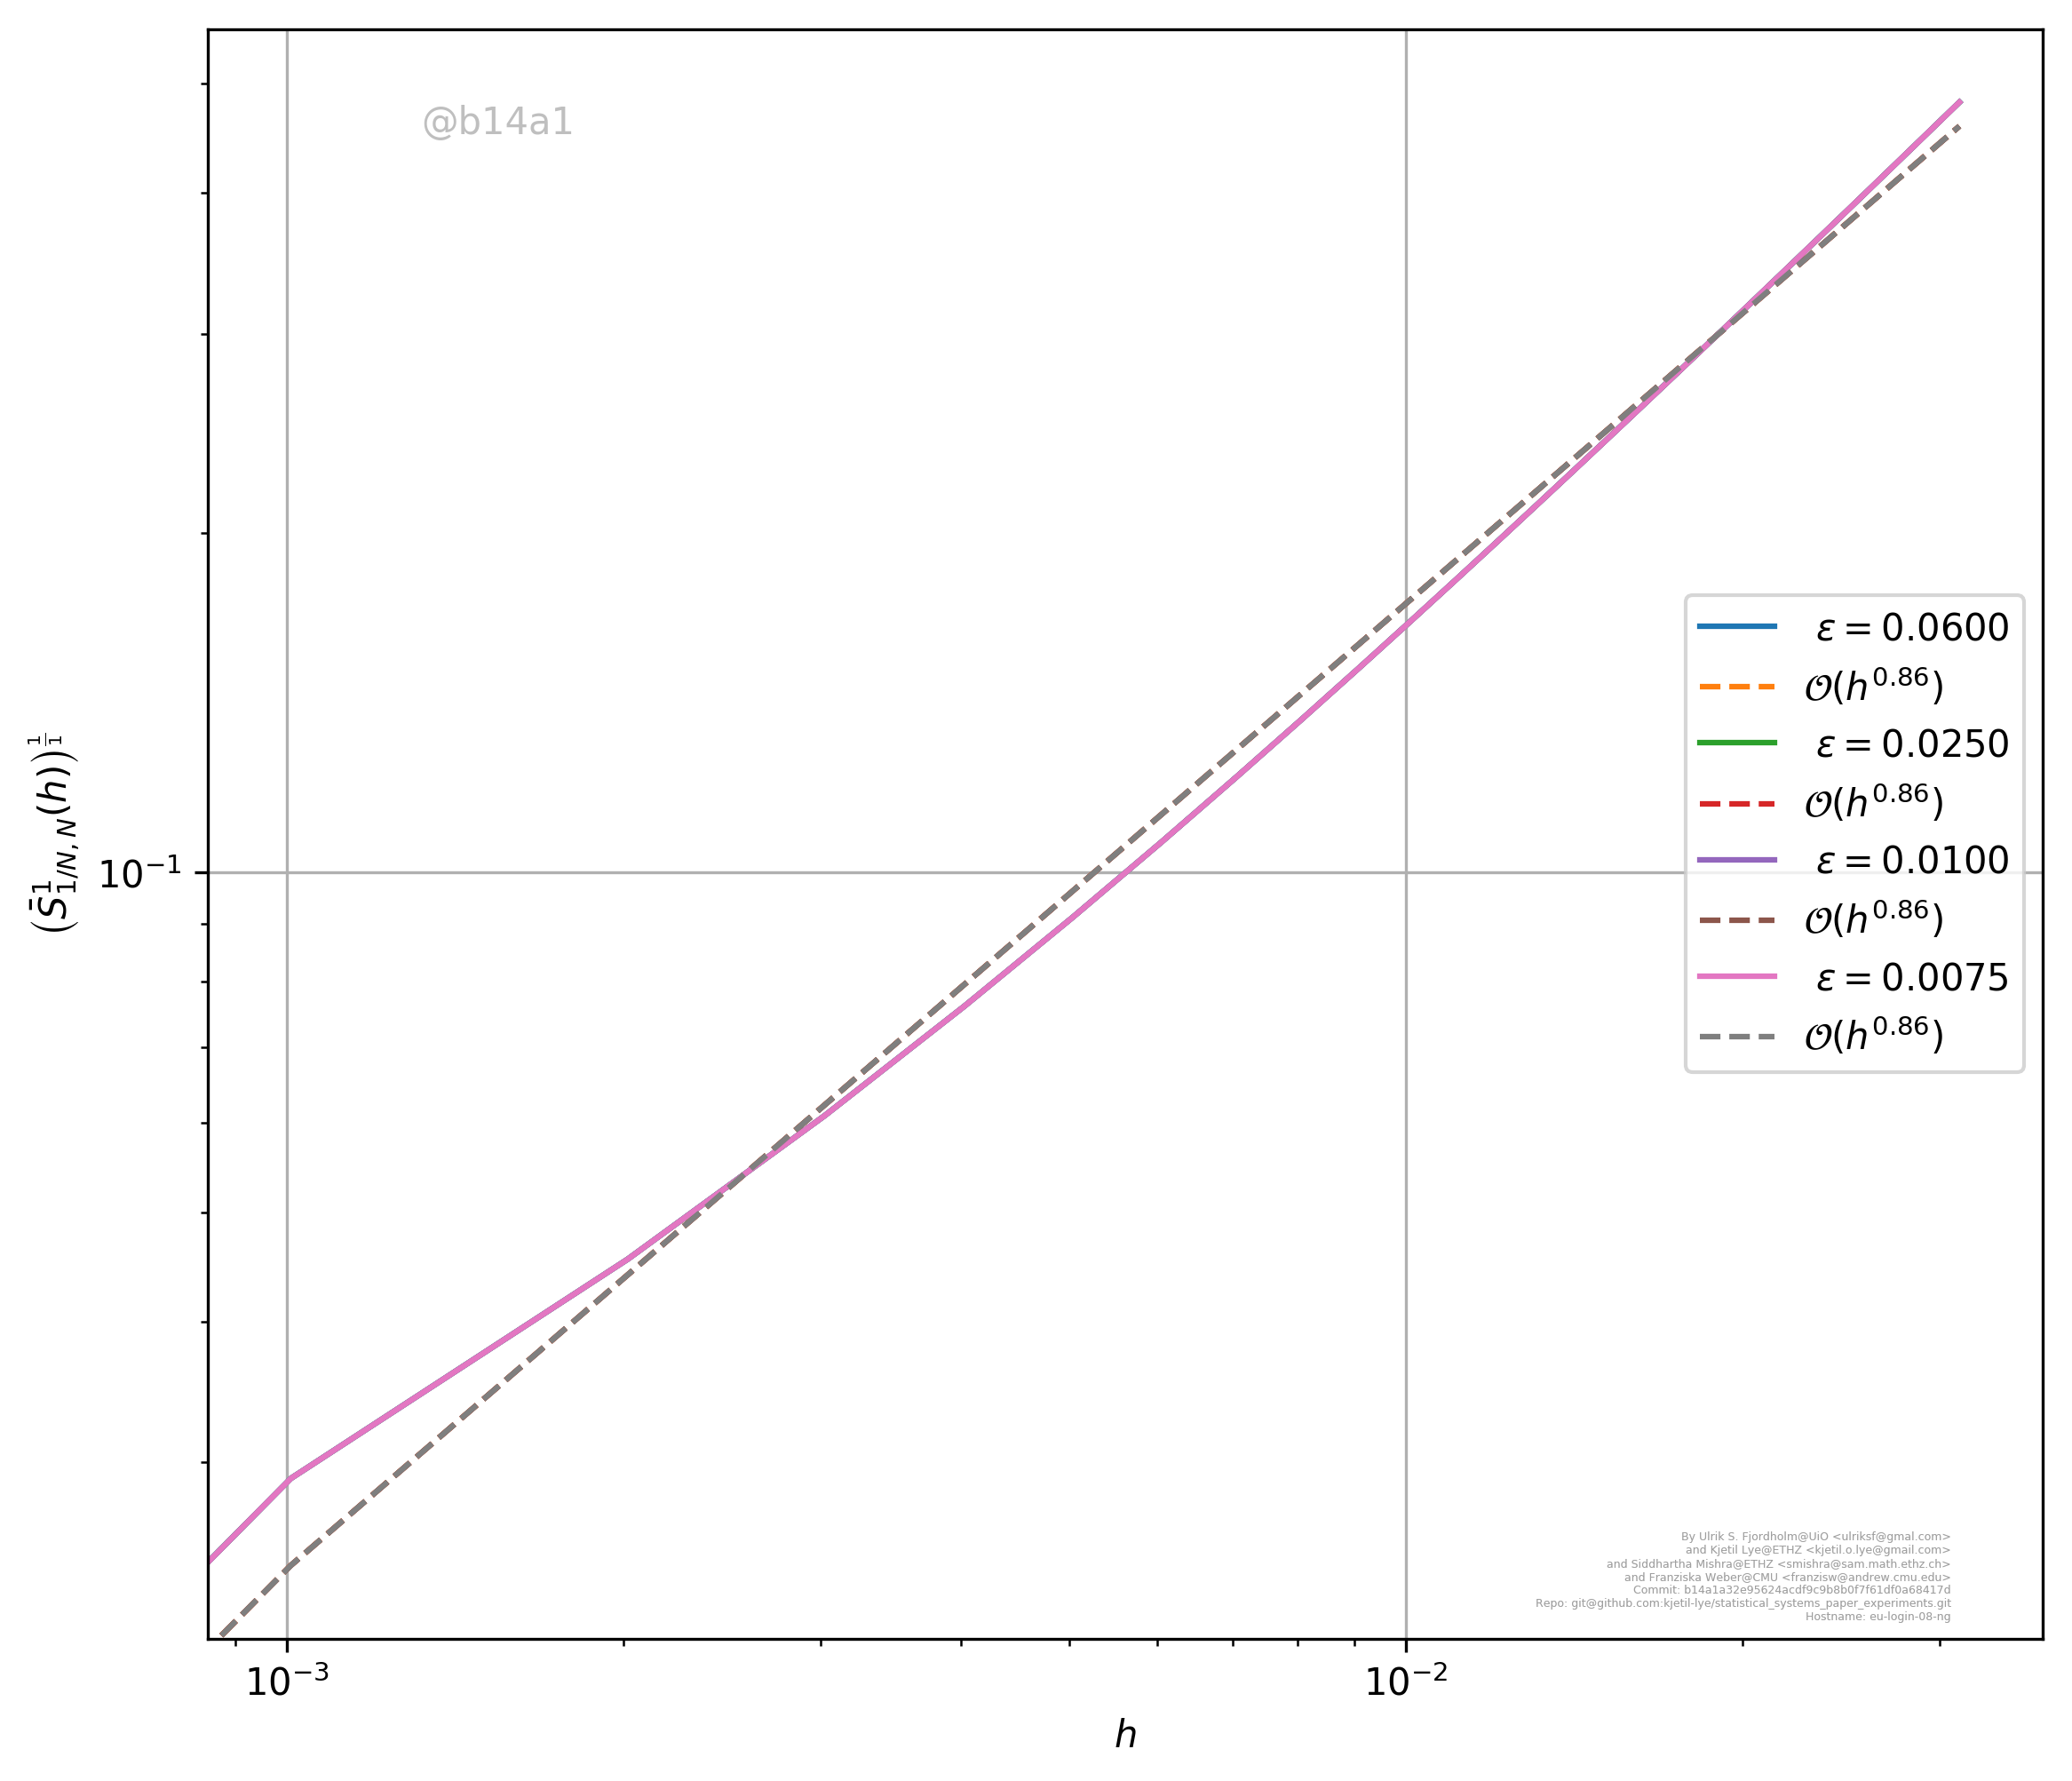 @b14a1
(S̄¹₁/N, N(h))^(1/1)
10⁻¹
ε = 0.0600
𝒪(h^0.86)
ε = 0.0250
𝒪(h^0.86)
ε = 0.0100
𝒪(h^0.86)
ε = 0.0075
𝒪(h^0.86)
By Ulrik S. Fjordholm@UiO <ulriksf@gmal.com>
and Kjetil Lye@ETHZ <kjetil.o.lye@gmail.com>
and Siddhartha Mishra@ETHZ <smishra@sam.math.ethz.ch>
and Franziska Weber@CMU <franzisw@andrew.cmu.edu>
Commit: b14a1a32e95624acdf9c9b8b0f7f61df0a68417d
Repo: git@github.com:kjetil-lye/statistical_systems_paper_experiments.git
Hostname: eu-login-08-ng
10⁻³ 10⁻²
h